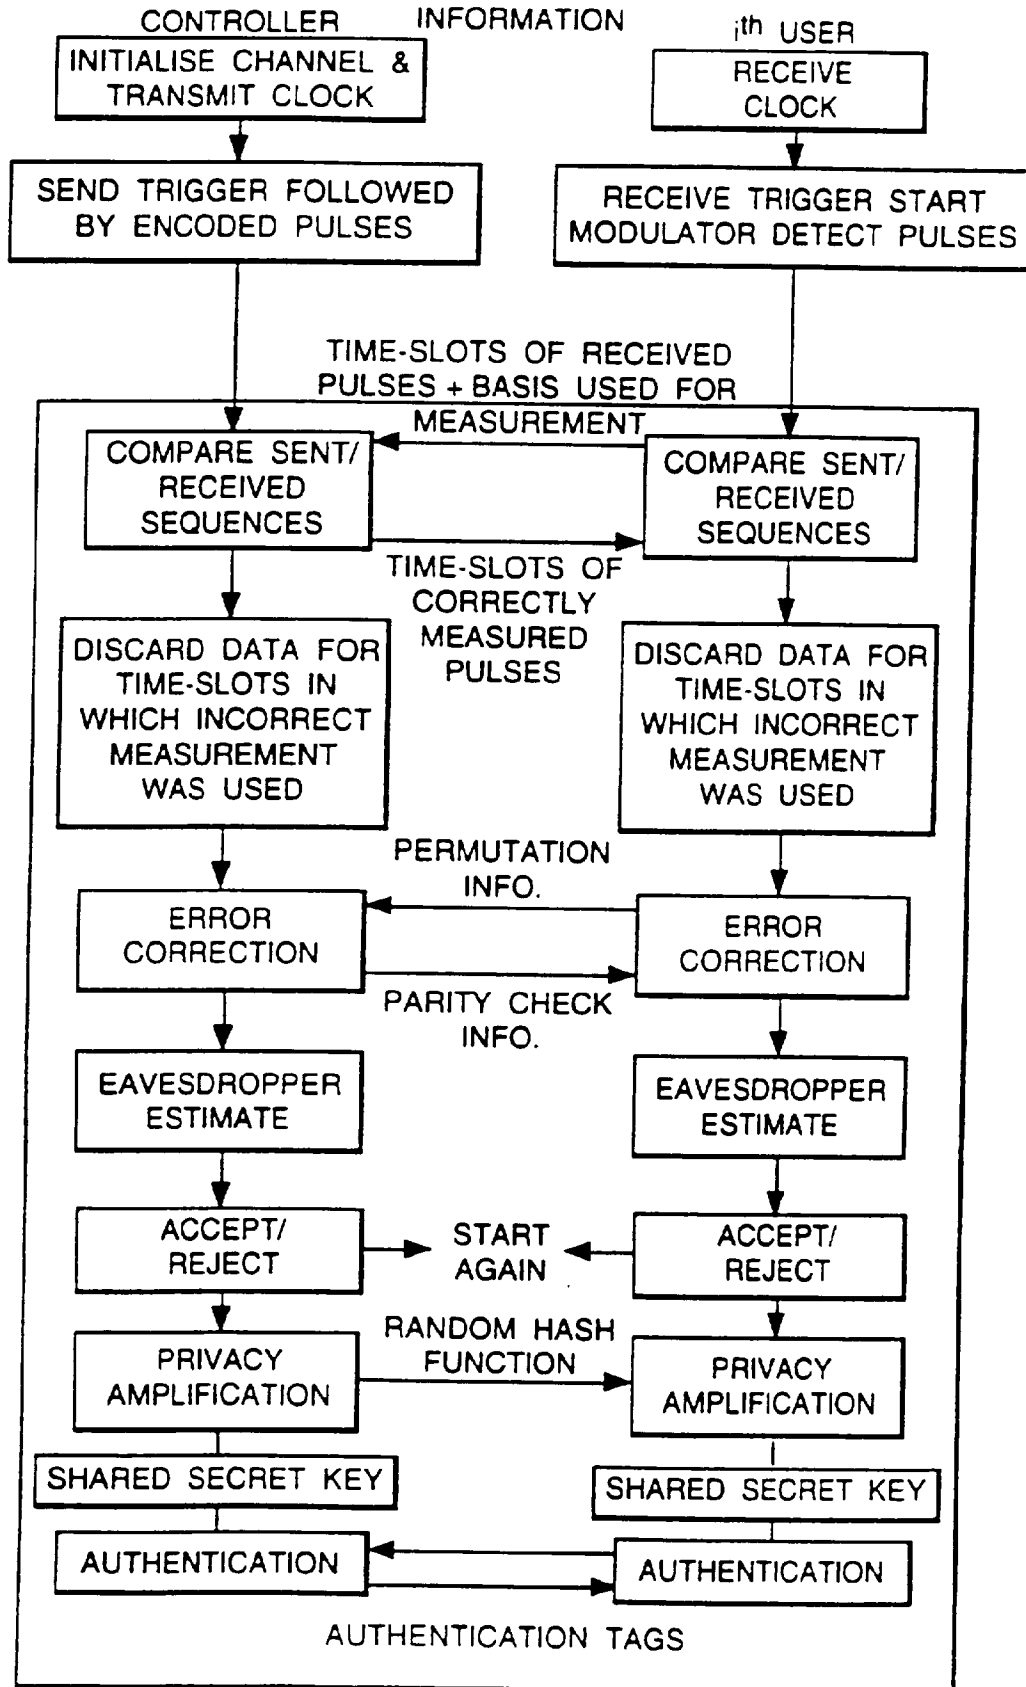 CONTROLLER
INFORMATION
ith USER
INITIALISE CHANNEL &
TRANSMIT CLOCK
RECEIVE
CLOCK
SEND TRIGGER FOLLOWED
BY ENCODED PULSES
RECEIVE TRIGGER START
MODULATOR DETECT PULSES
TIME-SLOTS OF RECEIVED
PULSES + BASIS USED FOR
MEASUREMENT
COMPARE SENT/
RECEIVED
SEQUENCES
COMPARE SENT/
RECEIVED
SEQUENCES
TIME-SLOTS OF
CORRECTLY
MEASURED
PULSES
DISCARD DATA FOR
TIME-SLOTS IN
WHICH INCORRECT
MEASUREMENT
WAS USED
DISCARD DATA FOR
TIME-SLOTS IN
WHICH INCORRECT
MEASUREMENT
WAS USED
PERMUTATION
INFO.
ERROR
CORRECTION
ERROR
CORRECTION
PARITY CHECK
INFO.
EAVESDROPPER
ESTIMATE
EAVESDROPPER
ESTIMATE
ACCEPT/
REJECT
START
AGAIN
ACCEPT/
REJECT
RANDOM HASH
FUNCTION
PRIVACY
AMPLIFICATION
PRIVACY
AMPLIFICATION
SHARED SECRET KEY
SHARED SECRET KEY
AUTHENTICATION
AUTHENTICATION
AUTHENTICATION TAGS